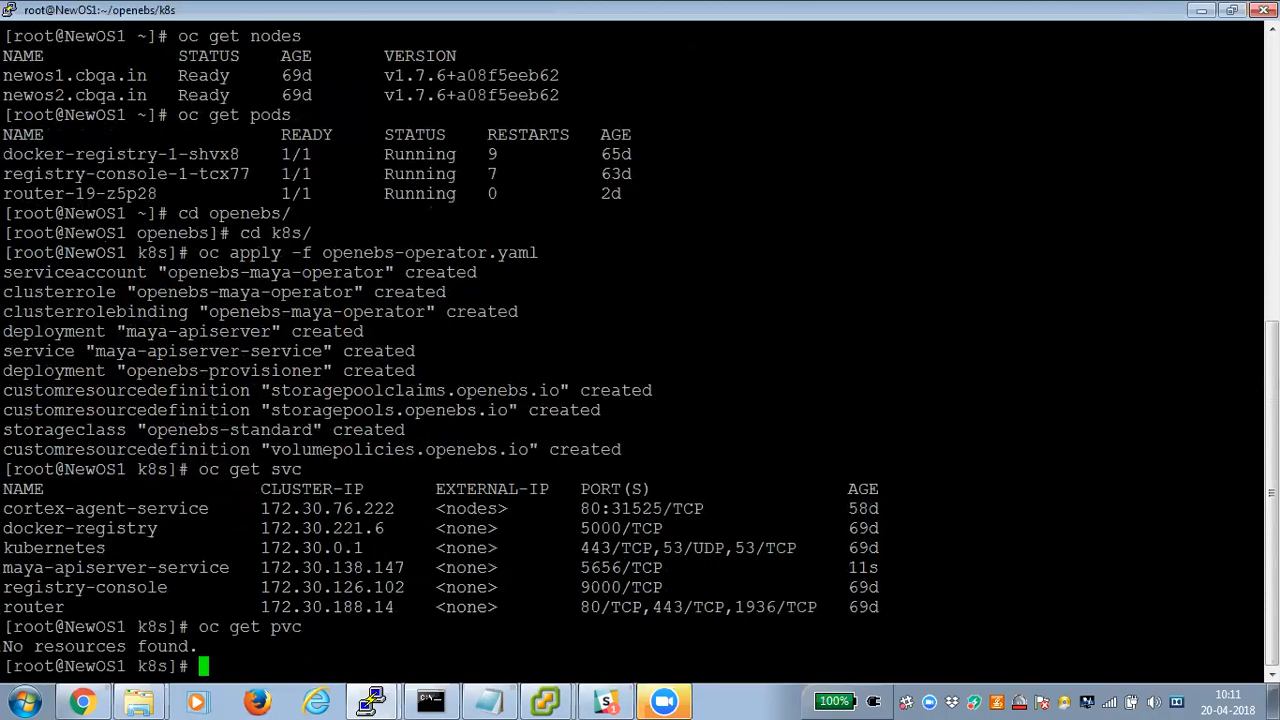 root@NewOS1:~/openebs/k8s
[root@NewOS1 ~]# oc get nodes
NAME STATUS AGE VERSION
newos1.cbqa.in Ready 69d v1.7.6+a08f5eeb62
newos2.cbqa.in Ready 69d v1.7.6+a08f5eeb62
[root@NewOS1 ~]# oc get pods
NAME READY STATUS RESTARTS AGE
docker-registry-1-shvx8 1/1 Running 9 65d
registry-console-1-tcx77 1/1 Running 7 63d
router-19-z5p28 1/1 Running 0 2d
[root@NewOS1 ~]# cd openebs/
[root@NewOS1 openebs]# cd k8s/
[root@NewOS1 k8s]# oc apply -f openebs-operator.yaml
serviceaccount "openebs-maya-operator" created
clusterrole "openebs-maya-operator" created
clusterrolebinding "openebs-maya-operator" created
deployment "maya-apiserver" created
service "maya-apiserver-service" created
deployment "openebs-provisioner" created
customresourcedefinition "storagepoolclaims.openebs.io" created
customresourcedefinition "storagepools.openebs.io" created
storageclass "openebs-standard" created
customresourcedefinition "volumepolicies.openebs.io" created
[root@NewOS1 k8s]# oc get svc
NAME CLUSTER-IP EXTERNAL-IP PORT(S) AGE
cortex-agent-service 172.30.76.222 <nodes> 80:31525/TCP 58d
docker-registry 172.30.221.6 <none> 5000/TCP 69d
kubernetes 172.30.0.1 <none> 443/TCP,53/UDP,53/TCP 69d
maya-apiserver-service 172.30.138.147 <none> 5656/TCP 11s
registry-console 172.30.126.102 <none> 9000/TCP 69d
router 172.30.188.14 <none> 80/TCP,443/TCP,1936/TCP 69d
[root@NewOS1 k8s]# oc get pvc
No resources found.
[root@NewOS1 k8s]#
100%
10:11
20-04-2018